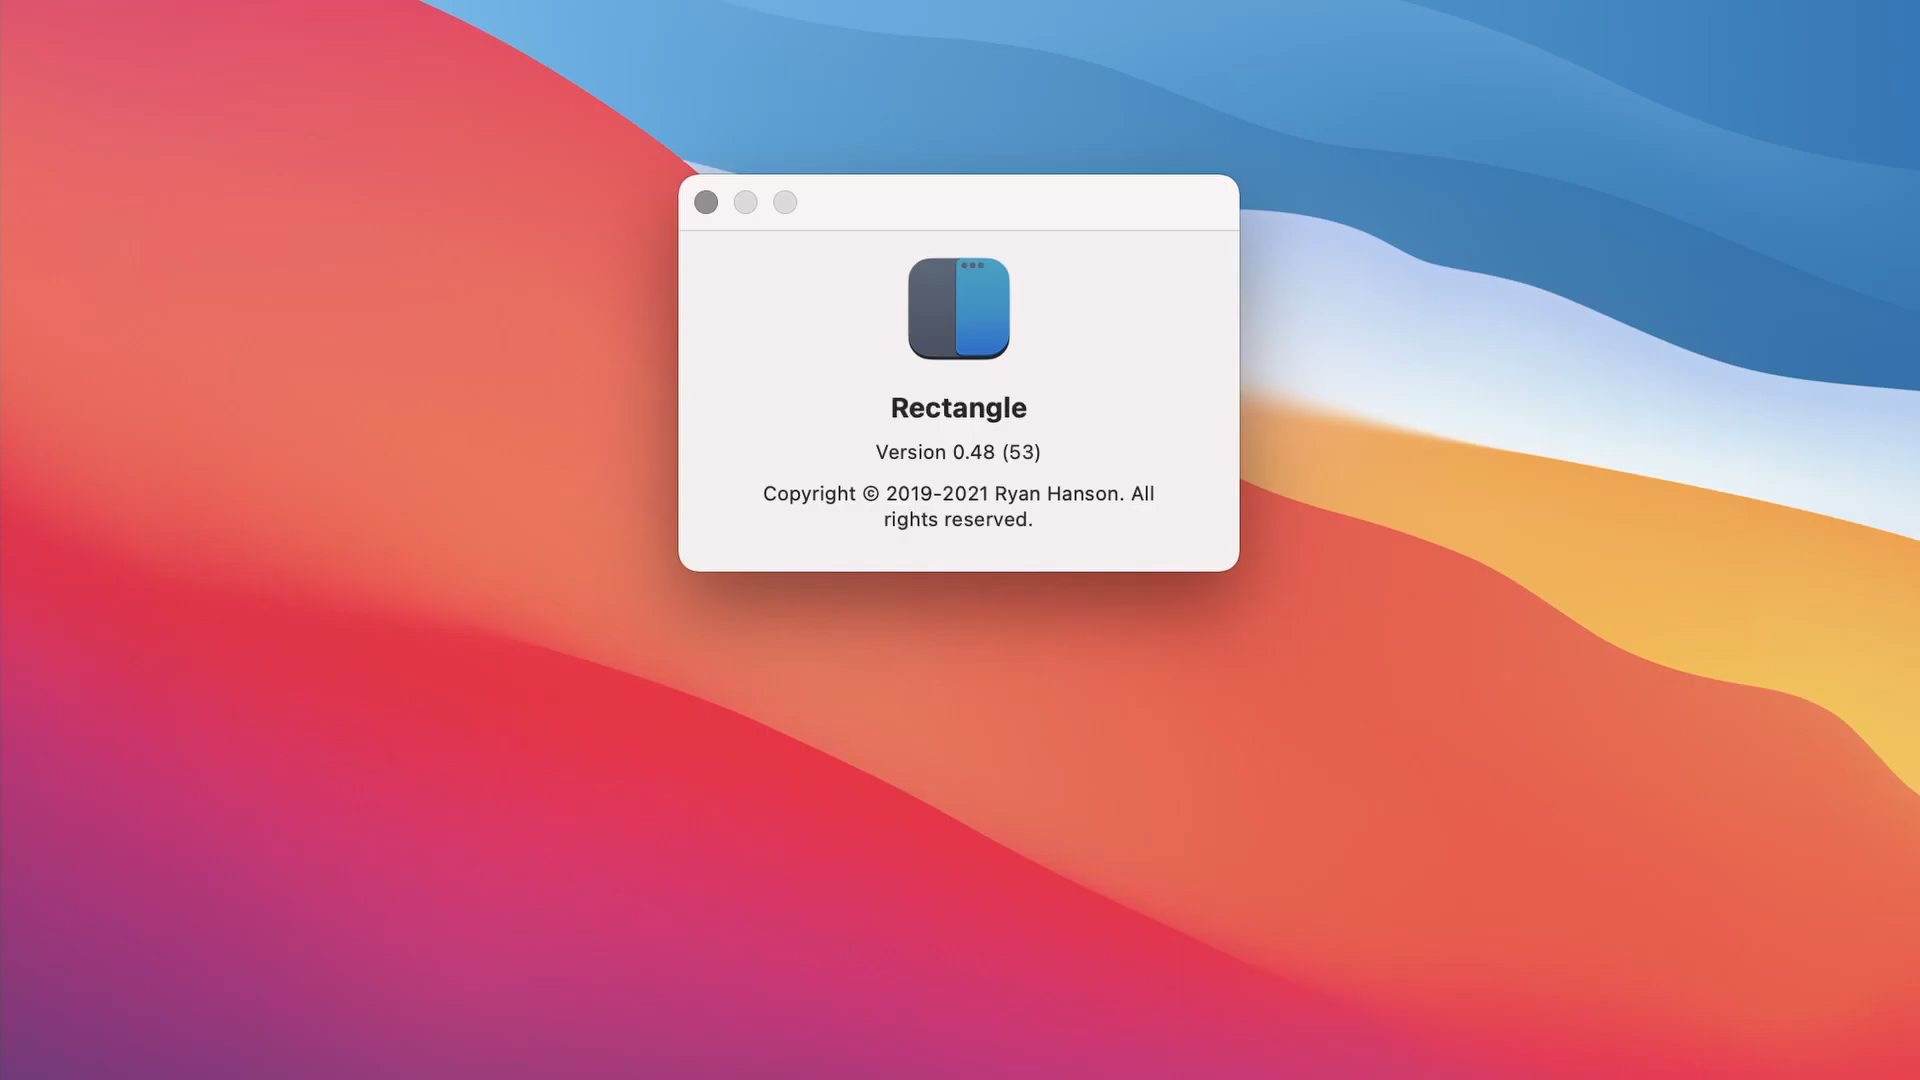 Rectangle
Version 0.48 (53)
Copyright © 2019-2021 Ryan Hanson. All
rights reserved.